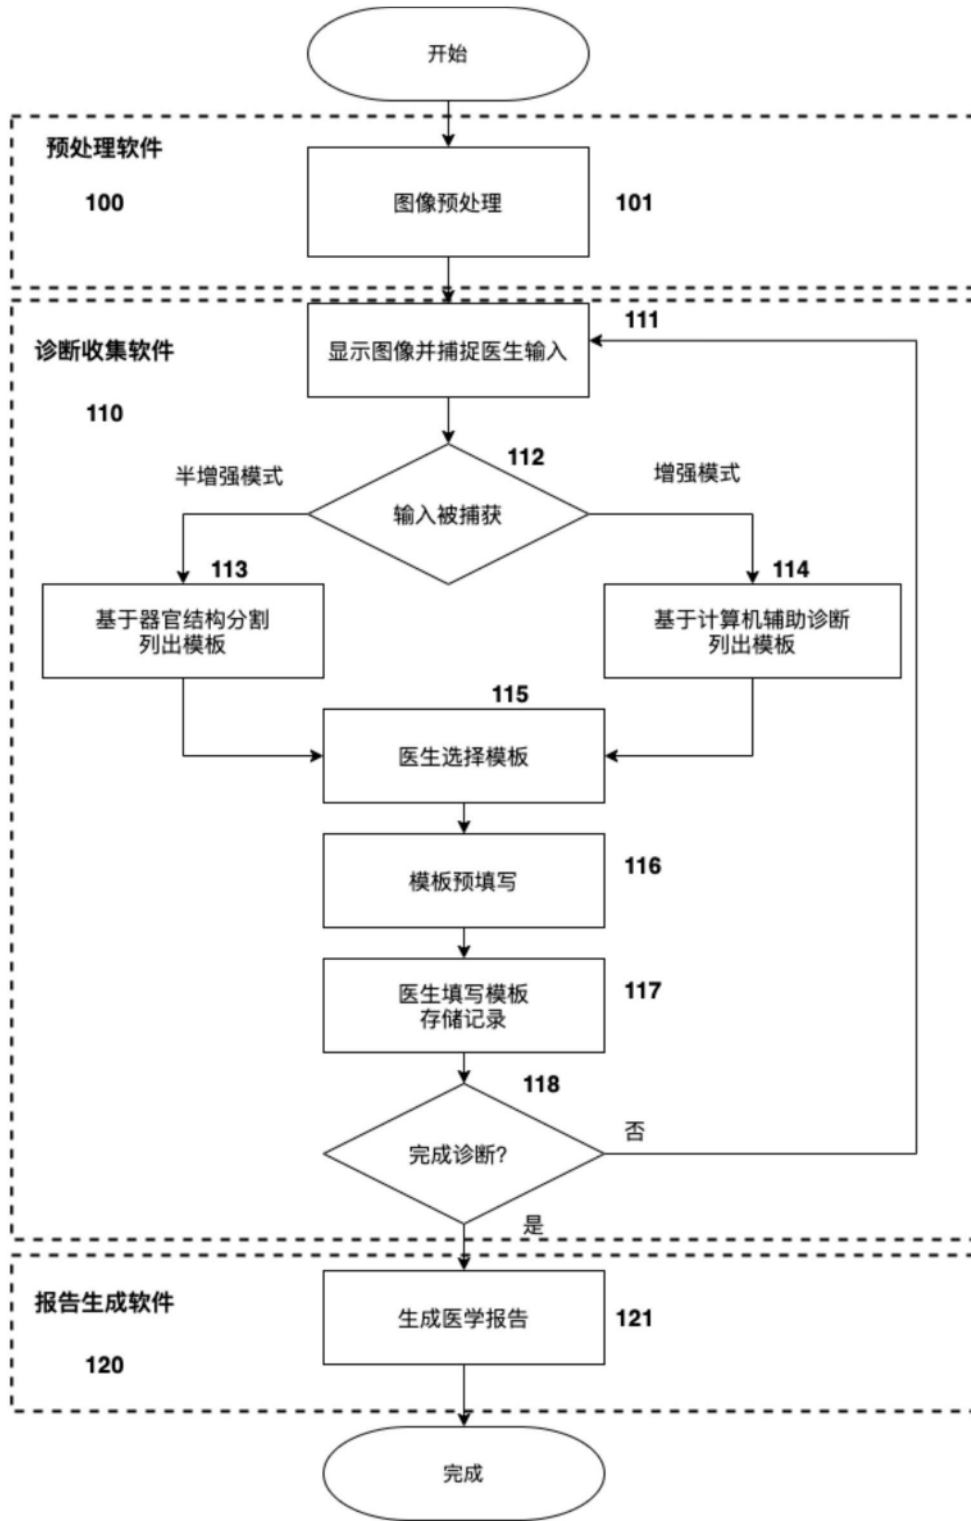 开始
预处理软件
100
图像预处理
101
111
诊断收集软件
显示图像并捕捉医生输入
110
112
半增强模式
增强模式
输入被捕获
113
114
基于器官结构分割
列出模板
基于计算机辅助诊断
列出模板
115
医生选择模板
模板预填写
116
医生填写模板
存储记录
117
118
完成诊断?
否
是
报告生成软件
120
生成医学报告
121
完成